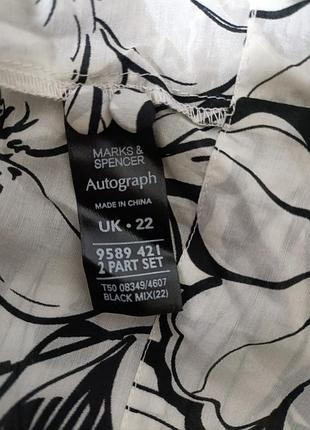 MARKS &
SPENCER
Autograph
MADE IN CHINA
UK • 22
9589 421
2 PART SET
T50 08349/4607
BLACK MIX(22)